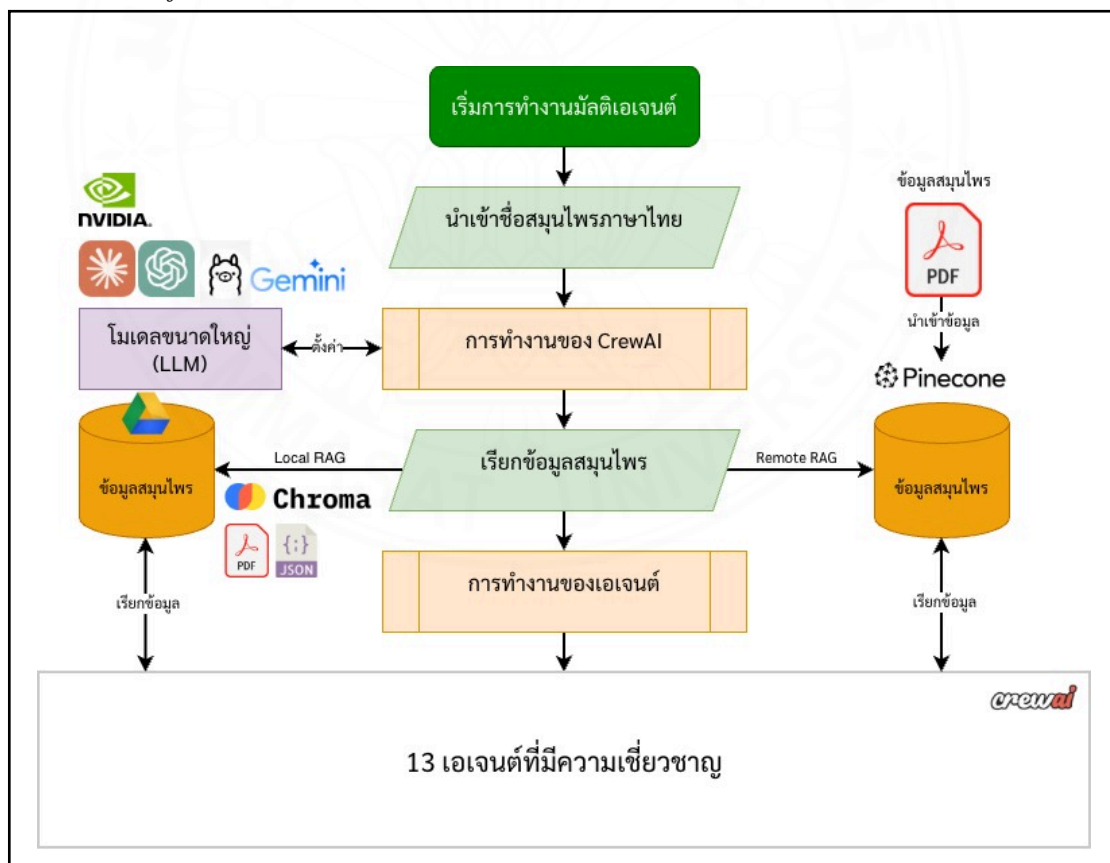 เริ่มการทำงานมัลติเอเจนต์
นำเข้าชื่อสมุนไพรภาษาไทย
ข้อมูลสมุนไพร
PDF
นำเข้าข้อมูล
Pinecone
NVIDIA.
Gemini
โมเดลขนาดใหญ่
(LLM)
ตั้งค่า
การทำงานของ CrewAI
ข้อมูลสมุนไพร
Local RAG
เรียกข้อมูลสมุนไพร
Remote RAG
ข้อมูลสมุนไพร
Chroma
PDF
{;}
JSON
การทำงานของเอเจนต์
เรียกข้อมูล
เรียกข้อมูล
crewai
13 เอเจนต์ที่มีความเชี่ยวชาญ